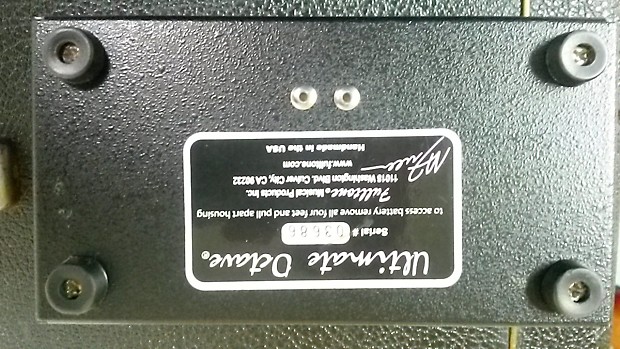 Ultimate Octave®
Serial # 03686
to access battery remove all four feet and pull apart housing
Fulltone® Musical Products Inc.
11018 Washington Blvd. Culver City, CA 90232
www.fulltone.com
Handmade in the USA